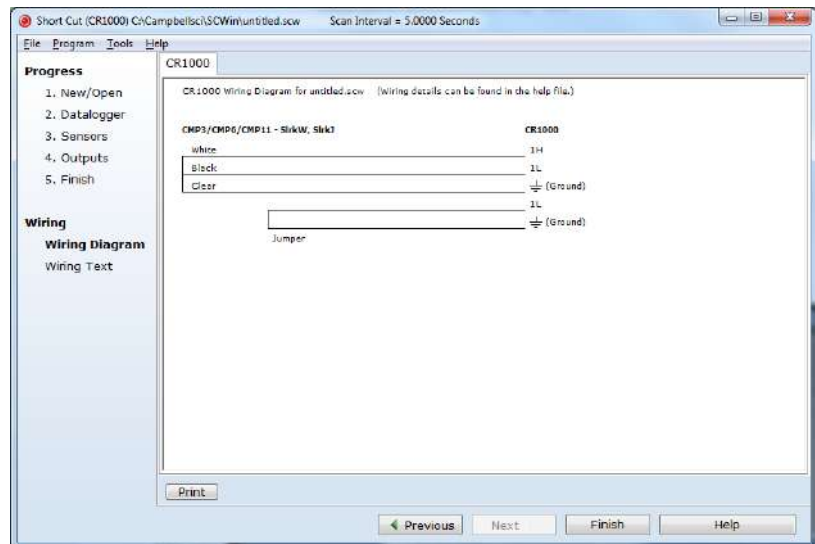 Short Cut (CR1000) C:\Campbellsci\SCWin\untitled.scw Scan Interval = 5.0000 Seconds
File Program Tools Help
Progress
1. New/Open
2. Datalogger
3. Sensors
4. Outputs
5. Finish
Wiring
Wiring Diagram
Wiring Text
CR1000
CR1000 Wiring Diagram for untitled.scw (Wiring details can be found in the help file.)
CMP3/CMP6/CMP11 - SlrkW, SlrkJ CR1000
White 1H
Black 1L
Clear (Ground)
1L
(Ground)
Jumper
Print
Previous Next Finish Help